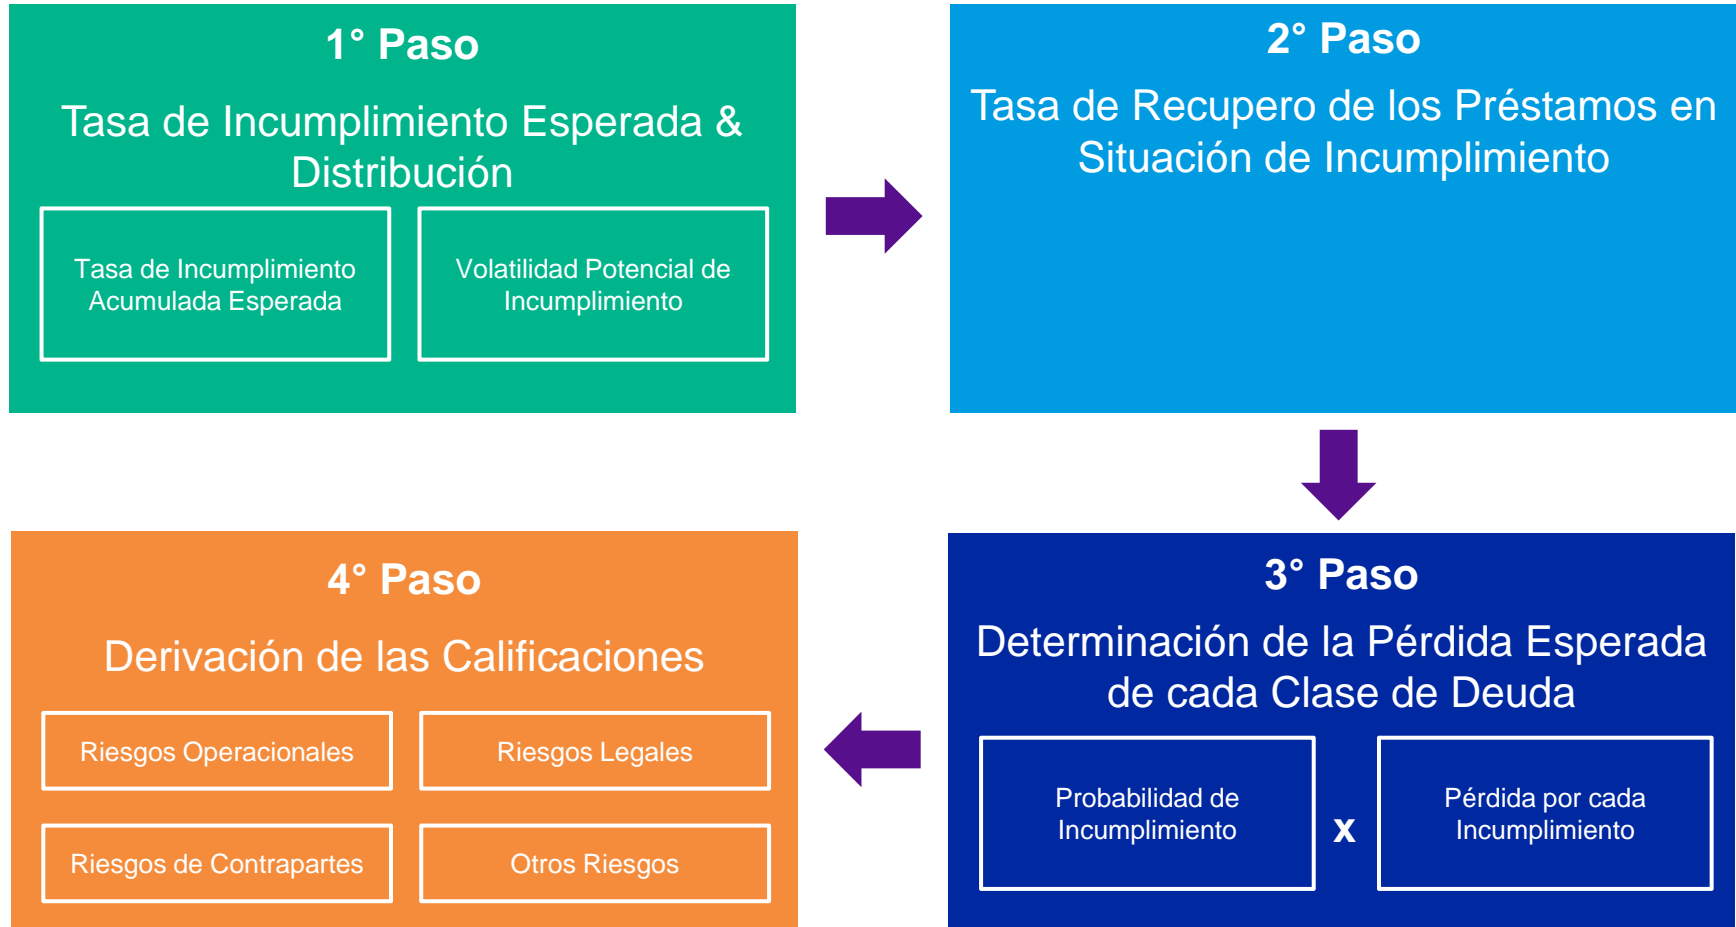 1° Paso
Tasa de Incumplimiento Esperada &
Distribución
Tasa de Incumplimiento
Acumulada Esperada
Volatilidad Potencial de
Incumplimiento
2° Paso
Tasa de Recupero de los Préstamos en
Situación de Incumplimiento
3° Paso
Determinación de la Pérdida Esperada
de cada Clase de Deuda
Probabilidad de
Incumplimiento
x
Pérdida por cada
Incumplimiento
4° Paso
Derivación de las Calificaciones
Riesgos Operacionales
Riesgos Legales
Riesgos de Contrapartes
Otros Riesgos